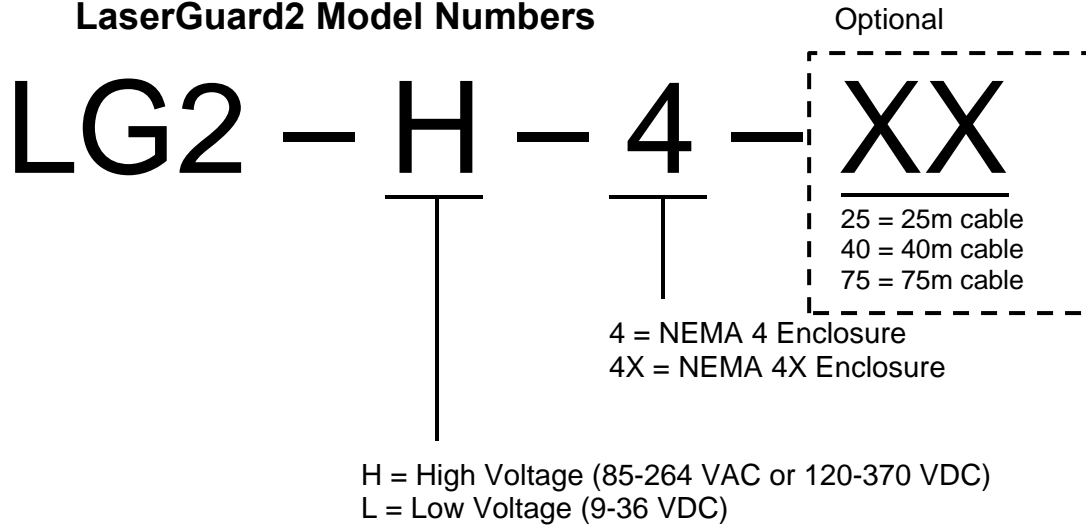 LaserGuard2 Model Numbers
Optional
LG2 – H – 4 – XX
25 = 25m cable
40 = 40m cable
75 = 75m cable
4 = NEMA 4 Enclosure
4X = NEMA 4X Enclosure
H = High Voltage (85-264 VAC or 120-370 VDC)
L = Low Voltage (9-36 VDC)